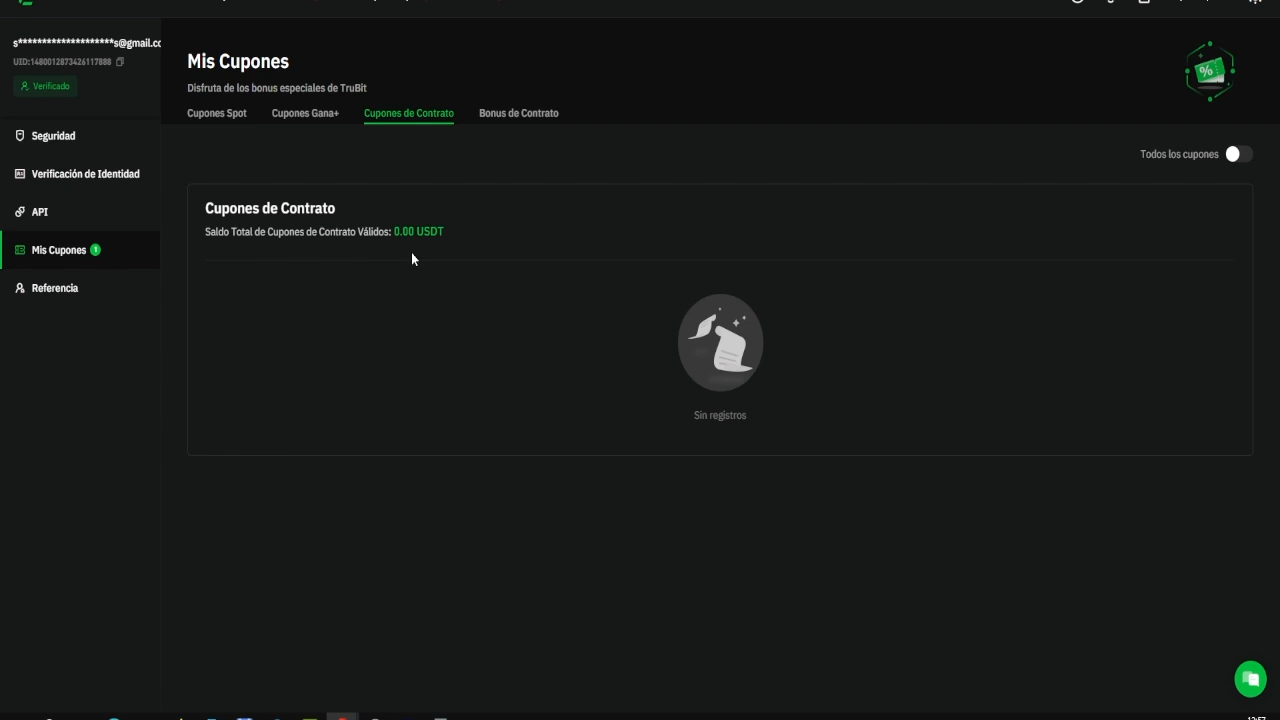 s********************s@gmail.co
UID:1480012873426117888
Verificado
Seguridad
Verificación de Identidad
API
Mis Cupones 1
Referencia
Mis Cupones
Disfruta de los bonus especiales de TruBit
Cupones Spot
Cupones Gana+
Cupones de Contrato
Bonus de Contrato
%
Todos los cupones
Cupones de Contrato
Saldo Total de Cupones de Contrato Válidos: 0.00 USDT
Sin registros